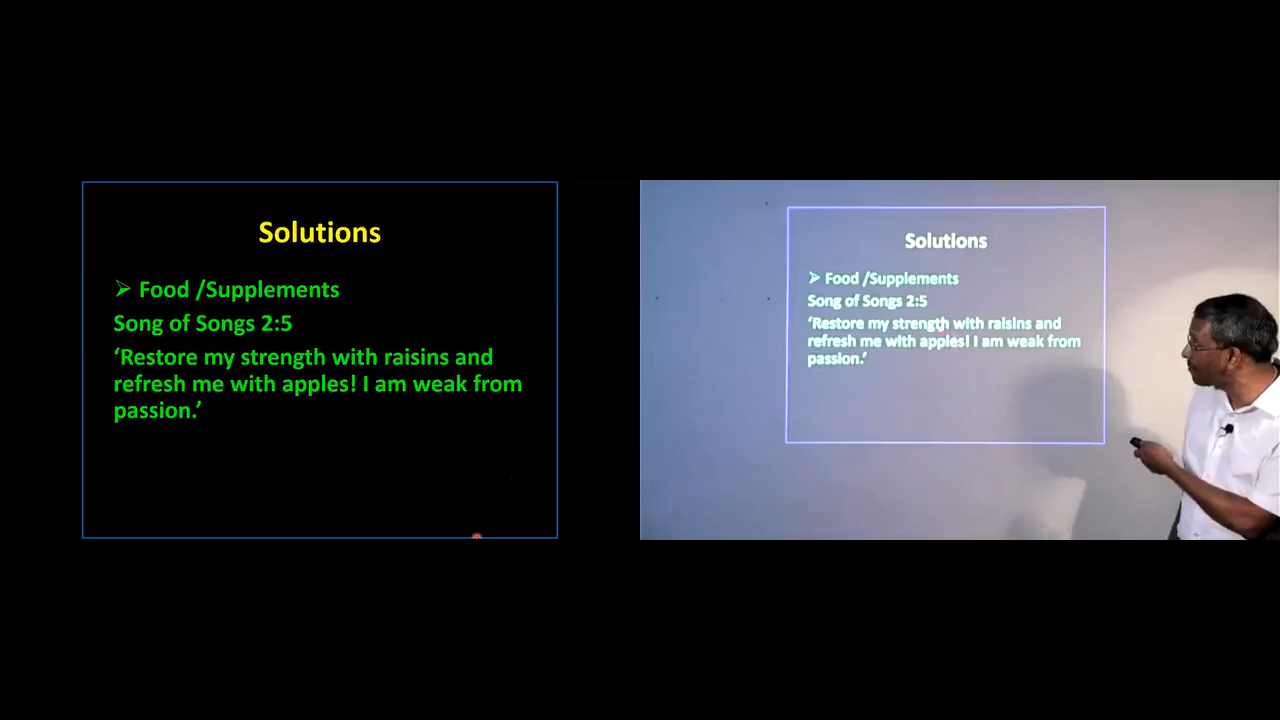 Solutions
➢ Food /Supplements
Song of Songs 2:5
‘Restore my strength with raisins and
refresh me with apples! I am weak from
passion.’
Solutions
➢ Food /Supplements
Song of Songs 2:5
‘Restore my strength with raisins and
refresh me with apples! I am weak from
passion.’